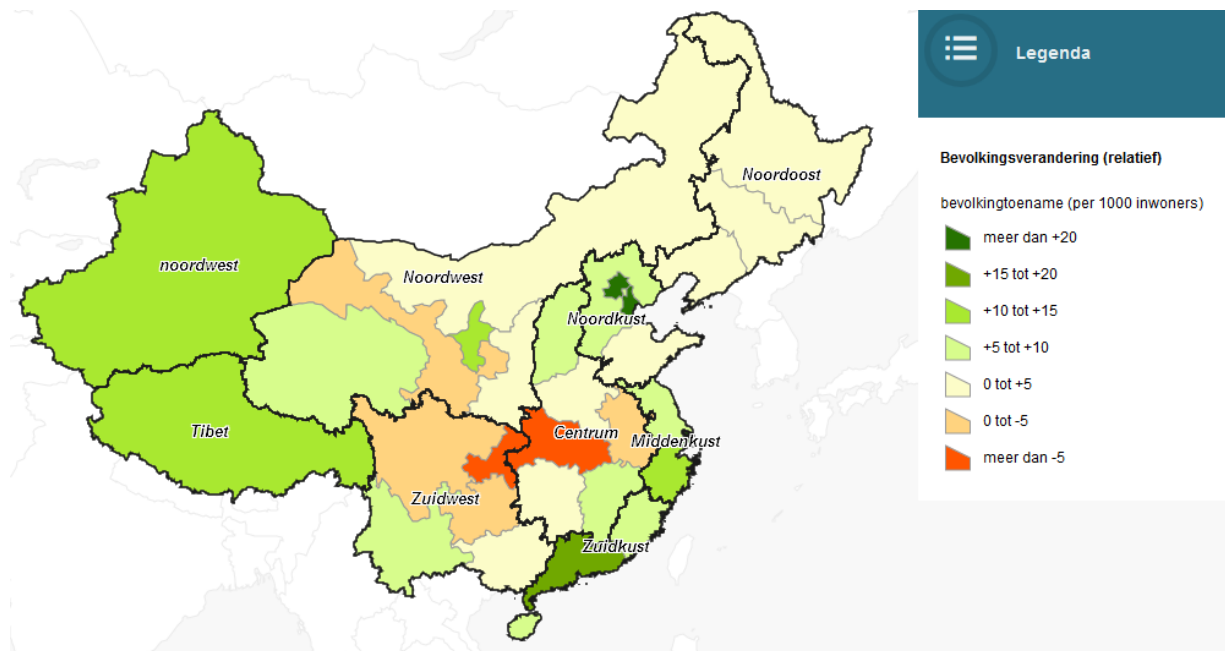 Legenda
Bevolkingsverandering (relatief)
bevolkingtoename (per 1000 inwoners)
meer dan +20
+15 tot +20
+10 tot +15
+5 tot +10
0 tot +5
0 tot -5
meer dan -5
Noordoost
noordwest
Noordwest
Noordkust
Tibet
Centrum
Middenkust
Zuidwest
Zuidkust